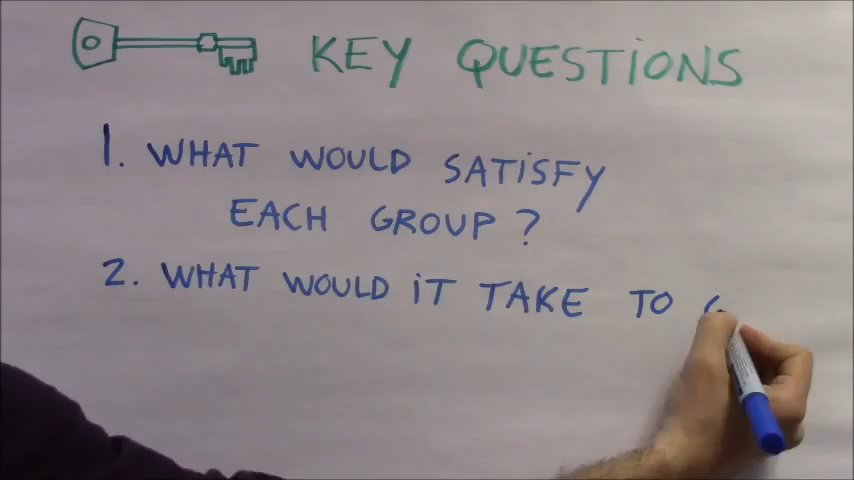 KEY QUESTIONS
1. WHAT WOULD SATISFY
EACH GROUP?
2. WHAT WOULD IT TAKE TO